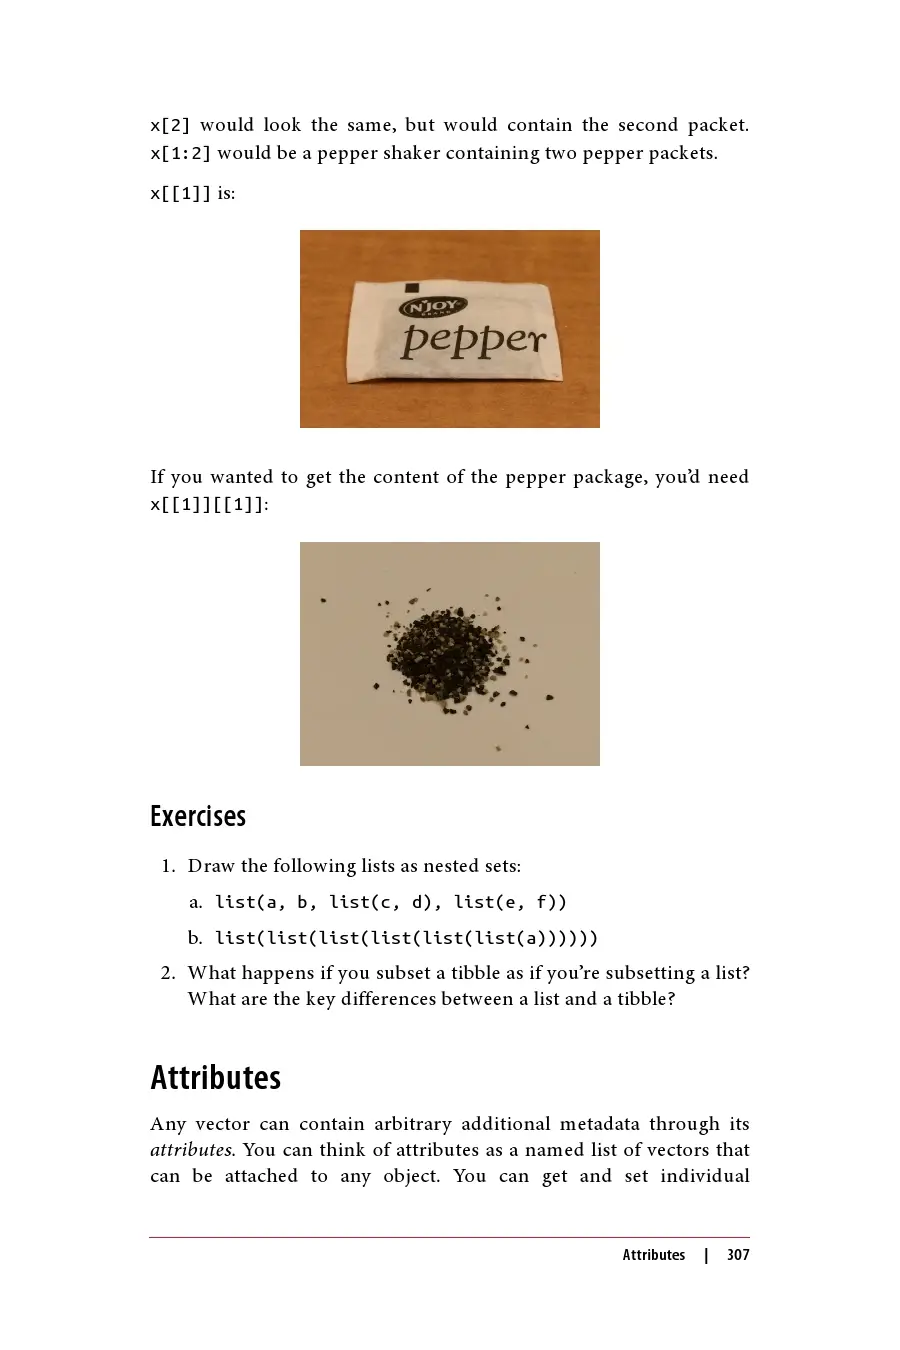 x[2] would look the same, but would contain the second packet.
x[1:2] would be a pepper shaker containing two pepper packets.
x[[1]] is:
N'JOY
BRAND
pepper
If you wanted to get the content of the pepper package, you’d need
x[[1]][[1]]:
Exercises
1. Draw the following lists as nested sets:
a. list(a, b, list(c, d), list(e, f))
b. list(list(list(list(list(list(a))))))
2. What happens if you subset a tibble as if you’re subsetting a list?
What are the key differences between a list and a tibble?
Attributes
Any vector can contain arbitrary additional metadata through its
attributes. You can think of attributes as a named list of vectors that
can be attached to any object. You can get and set individual
Attributes | 307